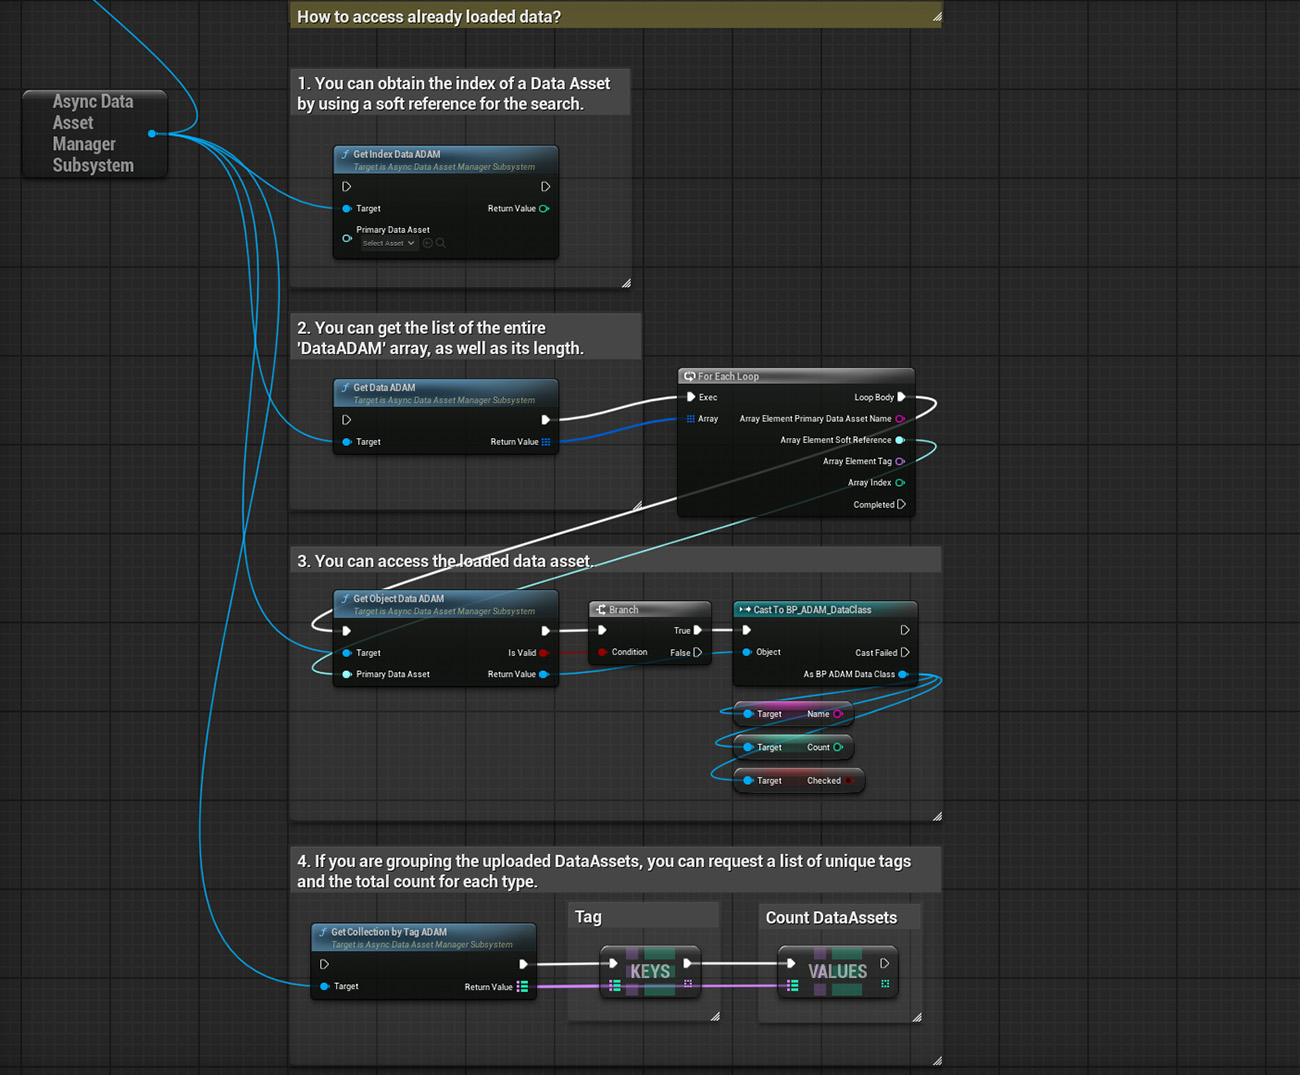 How to access already loaded data?
Async Data
Asset
Manager
Subsystem
1. You can obtain the index of a Data Asset
by using a soft reference for the search.
f Get Index Data ADAM
Target is Async Data Asset Manager Subsystem
Target Return Value
Primary Data Asset
Select Asset
2. You can get the list of the entire
'DataADAM' array, as well as its length.
f Get Data ADAM
Target is Async Data Asset Manager Subsystem
Target Return Value
For Each Loop
Exec Loop Body
Array Array Element Primary Data Asset Name
Array Element Soft Reference
Array Element Tag
Array Index
Completed
3. You can access the loaded data asset.
f Get Object Data ADAM
Target is Async Data Asset Manager Subsystem
Target Is Valid
Primary Data Asset Return Value
Branch
True
Condition False
Cast To BP_ADAM_DataClass
Object Cast Failed
As BP ADAM Data Class
Target Name
Target Count
Target Checked
4. If you are grouping the uploaded DataAssets, you can request a list of unique tags
and the total count for each type.
f Get Collection by Tag ADAM
Target is Async Data Asset Manager Subsystem
Target Return Value
Tag
KEYS
Count DataAssets
VALUES